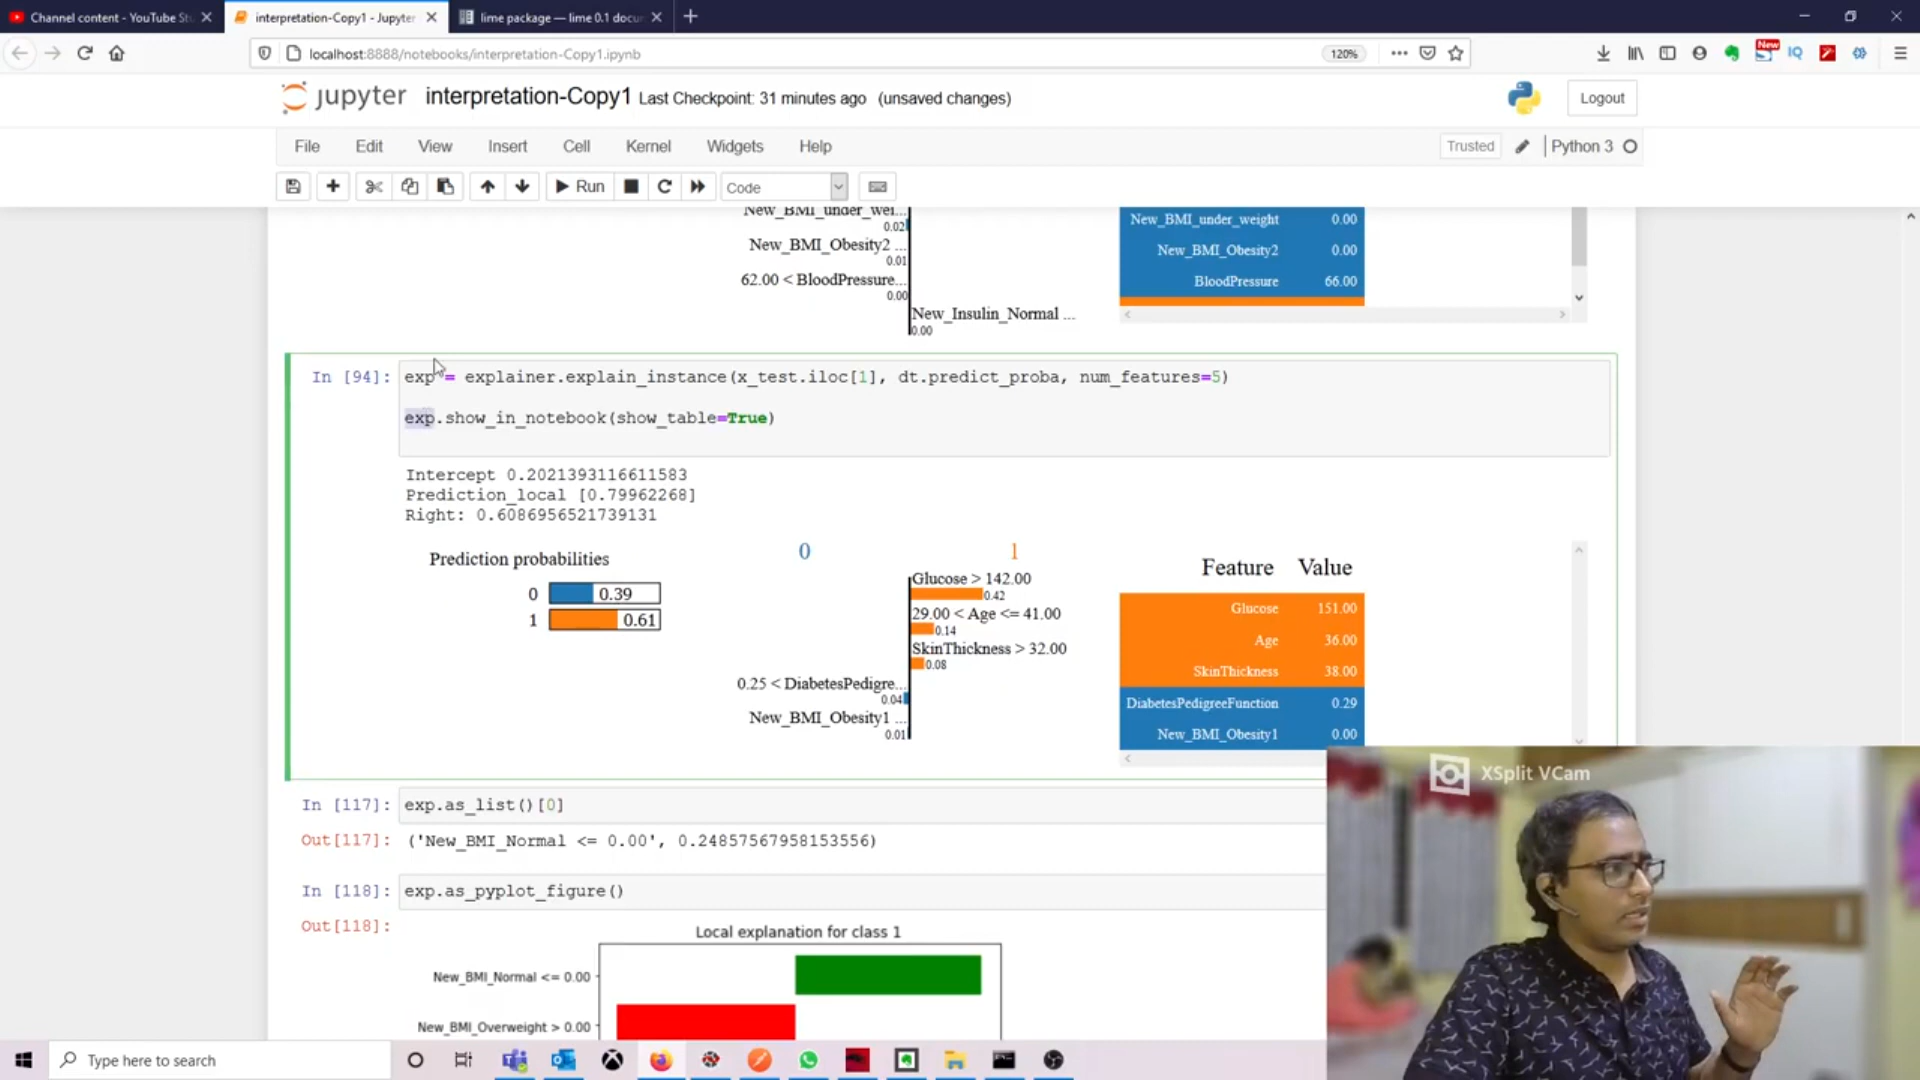 Channel content - YouTube St
interpretation-Copy1 - Jupyter
lime package — lime 0.1 docu
localhost:8888/notebooks/interpretation-Copy1.ipynb
120%
New
IQ
jupyter interpretation-Copy1 Last Checkpoint: 31 minutes ago (unsaved changes)
Logout
File Edit View Insert Cell Kernel Widgets Help
Trusted
Python 3
Run
Code
New_BMI_under_wei...
0.02
New_BMI_Obesity2 ...
0.01
62.00 < BloodPressure...
0.00
New_Insulin_Normal ...
0.00
New_BMI_under_weight 0.00
New_BMI_Obesity2 0.00
BloodPressure 66.00
In [94]: exp = explainer.explain_instance(x_test.iloc[1], dt.predict_proba, num_features=5)
exp.show_in_notebook(show_table=True)
Intercept 0.2021393116611583
Prediction_local [0.79962268]
Right: 0.6086956521739131
Prediction probabilities
0 0.39
1 0.61
0 1
Glucose > 142.00
0.42
29.00 < Age <= 41.00
0.14
SkinThickness > 32.00
0.08
0.25 < DiabetesPedigre...
0.04
New_BMI_Obesity1 ...
0.01
Feature Value
Glucose 151.00
Age 36.00
SkinThickness 38.00
DiabetesPedigreeFunction 0.29
New_BMI_Obesity1 0.00
XSplit VCam
In [117]: exp.as_list()[0]
Out[117]: ('New_BMI_Normal <= 0.00', 0.24857567958153556)
In [118]: exp.as_pyplot_figure()
Out[118]:
Local explanation for class 1
New_BMI_Normal <= 0.00
New_BMI_Overweight > 0.00
Type here to search